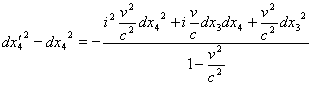 dx₄′² − dx₄² = − (i² v²/c² dx₄² + i v/c dx₃dx₄ + v²/c² dx₃²) / (1 − v²/c²)